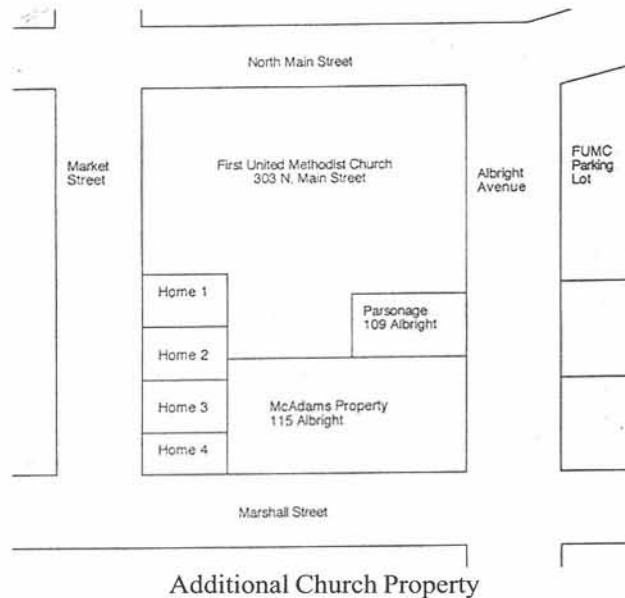 North Main Street
Market
Street
First United Methodist Church
303 N. Main Street
Albright
Avenue
FUMC
Parking
Lot
Home 1
Parsonage
109 Albright
Home 2
Home 3
McAdams Property
115 Albright
Home 4
Marshall Street
Additional Church Property